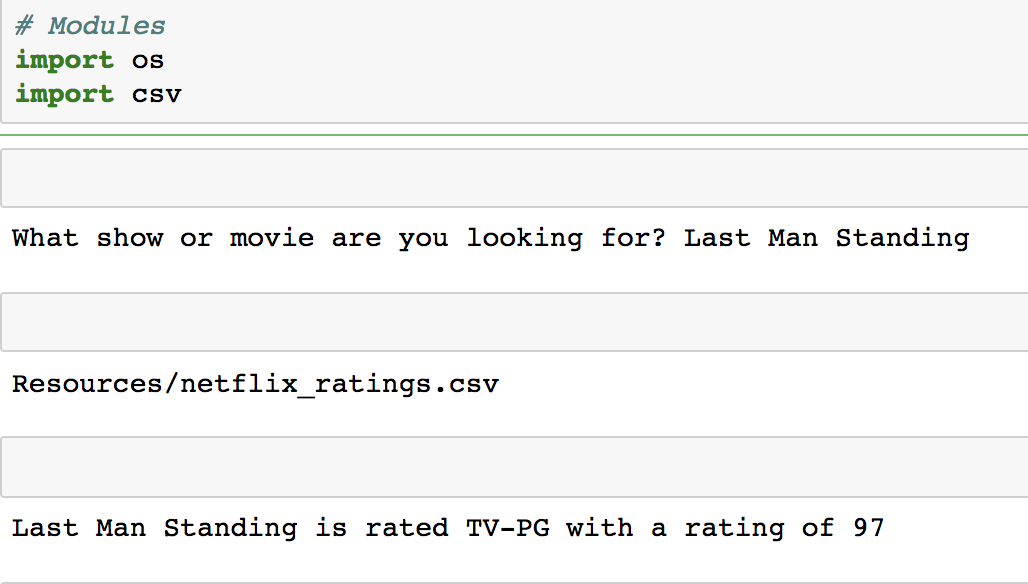 # Modules
import os
import csv
What show or movie are you looking for? Last Man Standing
Resources/netflix_ratings.csv
Last Man Standing is rated TV-PG with a rating of 97